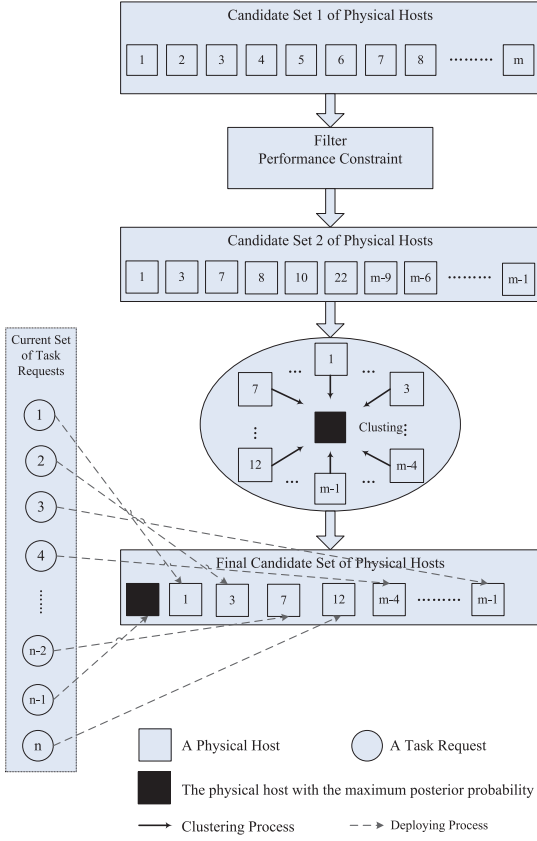 Candidate Set 1 of Physical Hosts
1 2 3 4 5 6 7 8 ......... m
Filter
Performance Constraint
Candidate Set 2 of Physical Hosts
1 3 7 8 10 22 m-9 m-6 ......... m-1
Current Set
of Task
Requests
1
2
3
4
......
n-2
n-1
n
... 1 ...
7 3
... Clusting ...
12 m-4
... m-1 ...
Final Candidate Set of Physical Hosts
1 3 7 12 m-4 ......... m-1
A Physical Host
A Task Request
The physical host with the maximum posterior probability
Clustering Process
Deploying Process